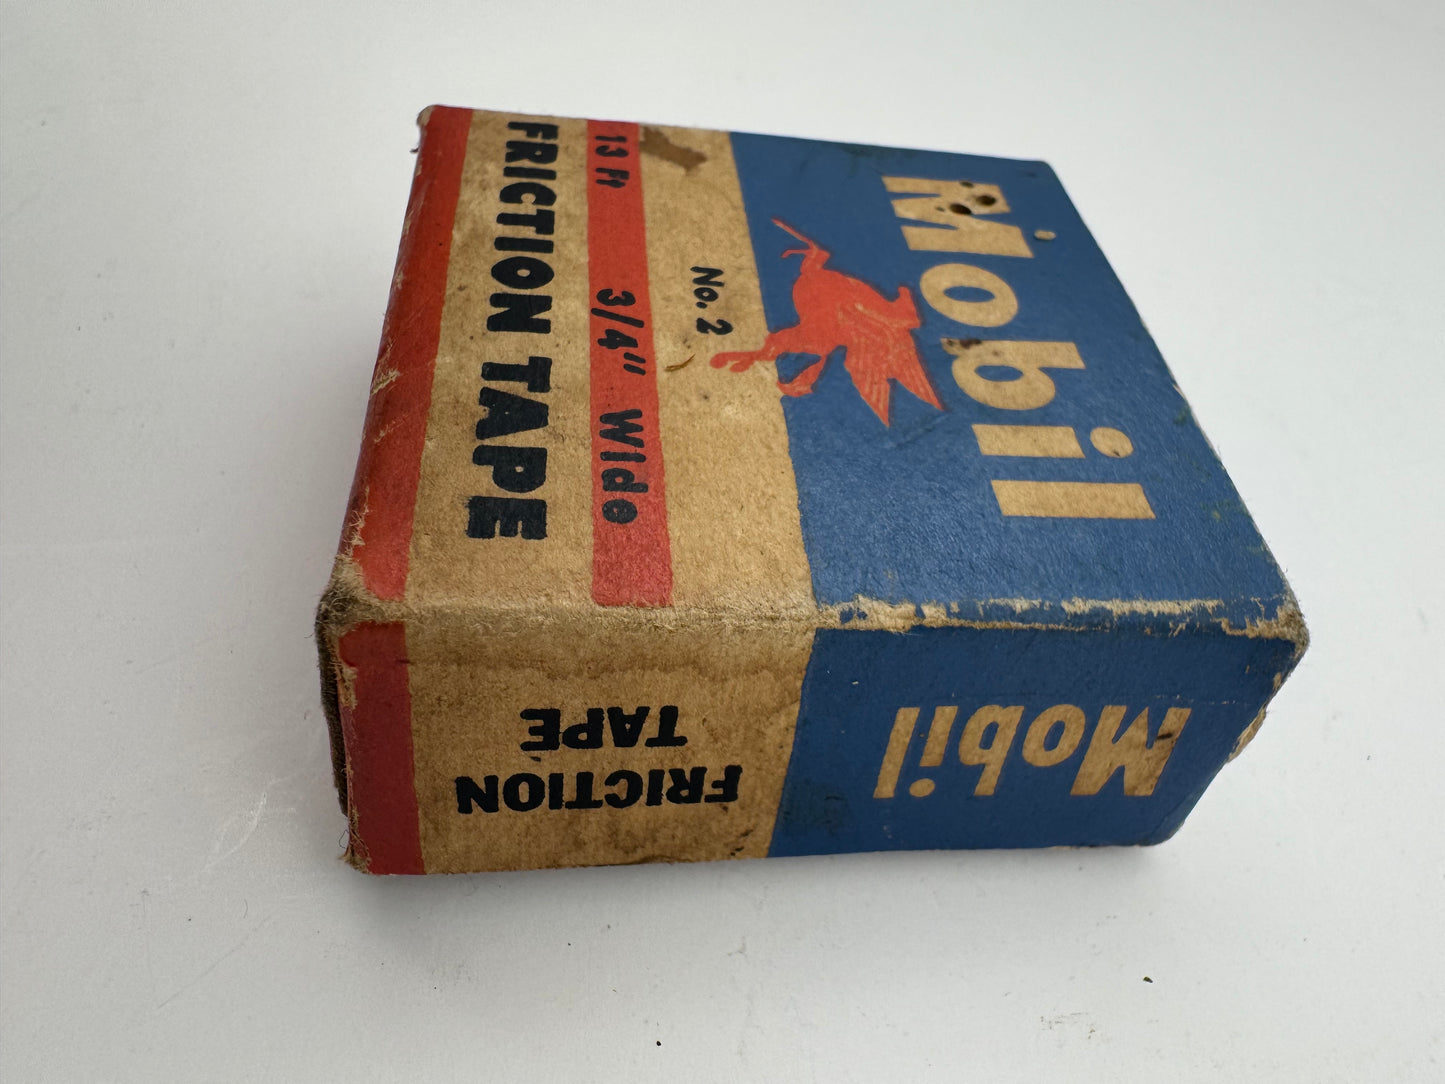 Mobil
No. 2
13 Ft 3/4" Wide
FRICTION TAPE
Mobil
FRICTION
TAPE